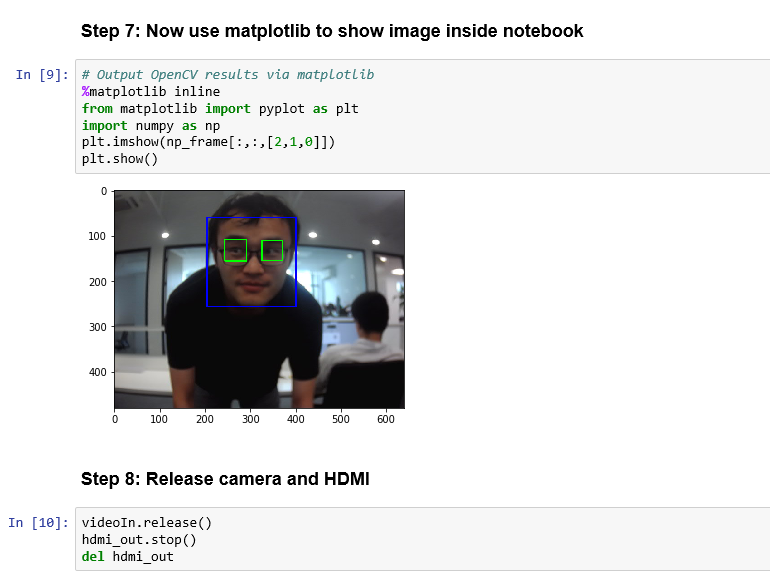 Step 7: Now use matplotlib to show image inside notebook
In [9]: # Output OpenCV results via matplotlib
%matplotlib inline
from matplotlib import pyplot as plt
import numpy as np
plt.imshow(np_frame[:,:,[2,1,0]])
plt.show()
0
100
200
300
400
0 100 200 300 400 500 600
Step 8: Release camera and HDMI
In [10]: videoIn.release()
hdmi_out.stop()
del hdmi_out